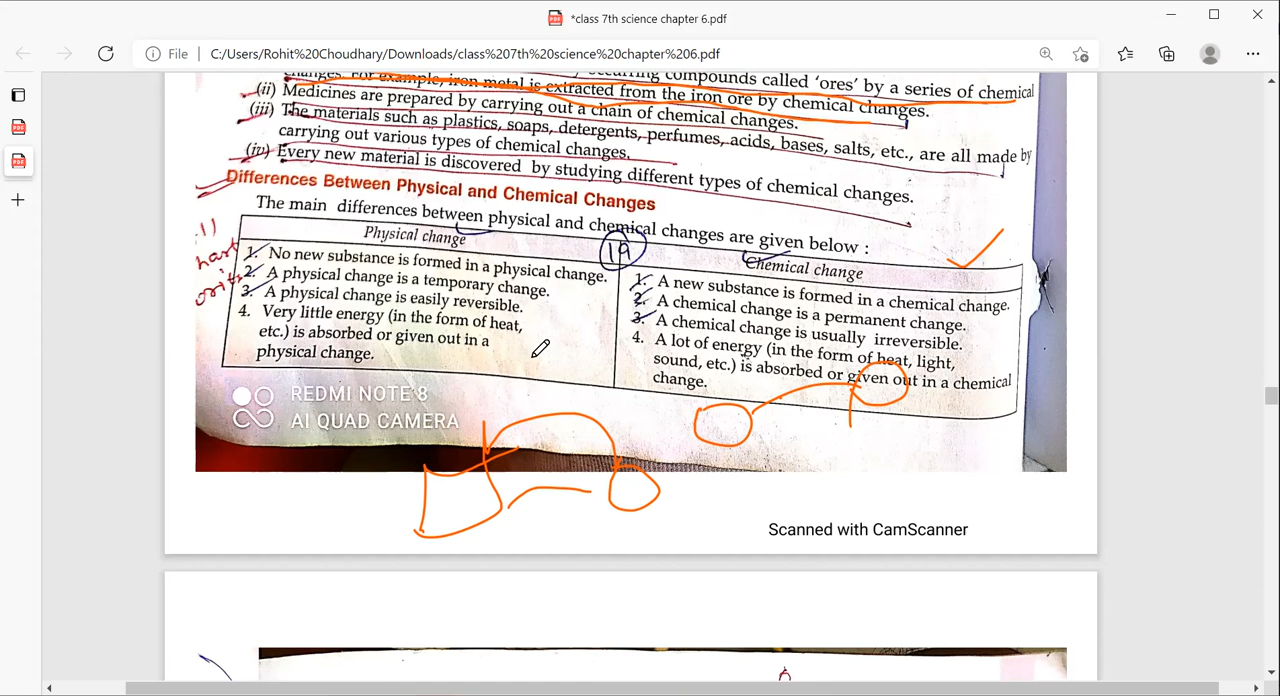 *class 7th science chapter 6.pdf
File
C:/Users/Rohit%20Choudhary/Downloads/class%207th%20science%20chapter%206.pdf
occurring compounds called 'ores' by a series of chemical
changes. For example, iron metal is extracted from the iron ore by chemical changes.
(ii) Medicines are prepared by carrying out a chain of chemical changes.
(iii) The materials such as plastics, soaps, detergents, perfumes, acids, bases, salts, etc., are all made by
carrying out various types of chemical changes.
(iv) Every new material is discovered by studying different types of chemical changes.
Differences Between Physical and Chemical Changes
The main differences between physical and chemical changes are given below :
Physical change
1. No new substance is formed in a physical change.
2. A physical change is a temporary change.
3. A physical change is easily reversible.
4. Very little energy (in the form of heat,
etc.) is absorbed or given out in a
physical change.
19
Chemical change
1. A new substance is formed in a chemical change.
2. A chemical change is a permanent change.
3. A chemical change is usually irreversible.
4. A lot of energy (in the form of heat, light,
sound, etc.) is absorbed or given out in a chemical
change.
REDMI NOTE 8
AI QUAD CAMERA
Scanned with CamScanner